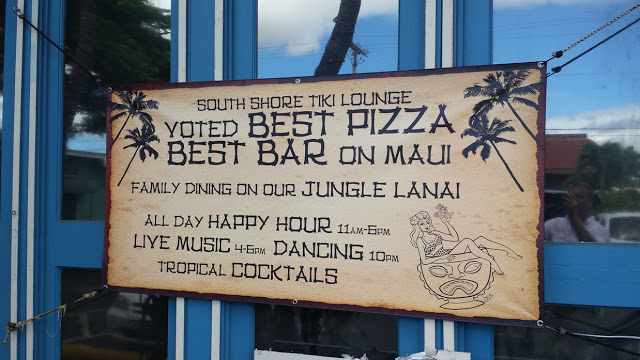 SOUTH SHORE TIKI LOUNGE
VOTED BEST PIZZA
BEST BAR ON MAUI
FAMILY DINING ON OUR JUNGLE LANAI
ALL DAY HAPPY HOUR 11AM-6PM
LIVE MUSIC 4-6PM DANCING 10PM
TROPICAL COCKTAILS